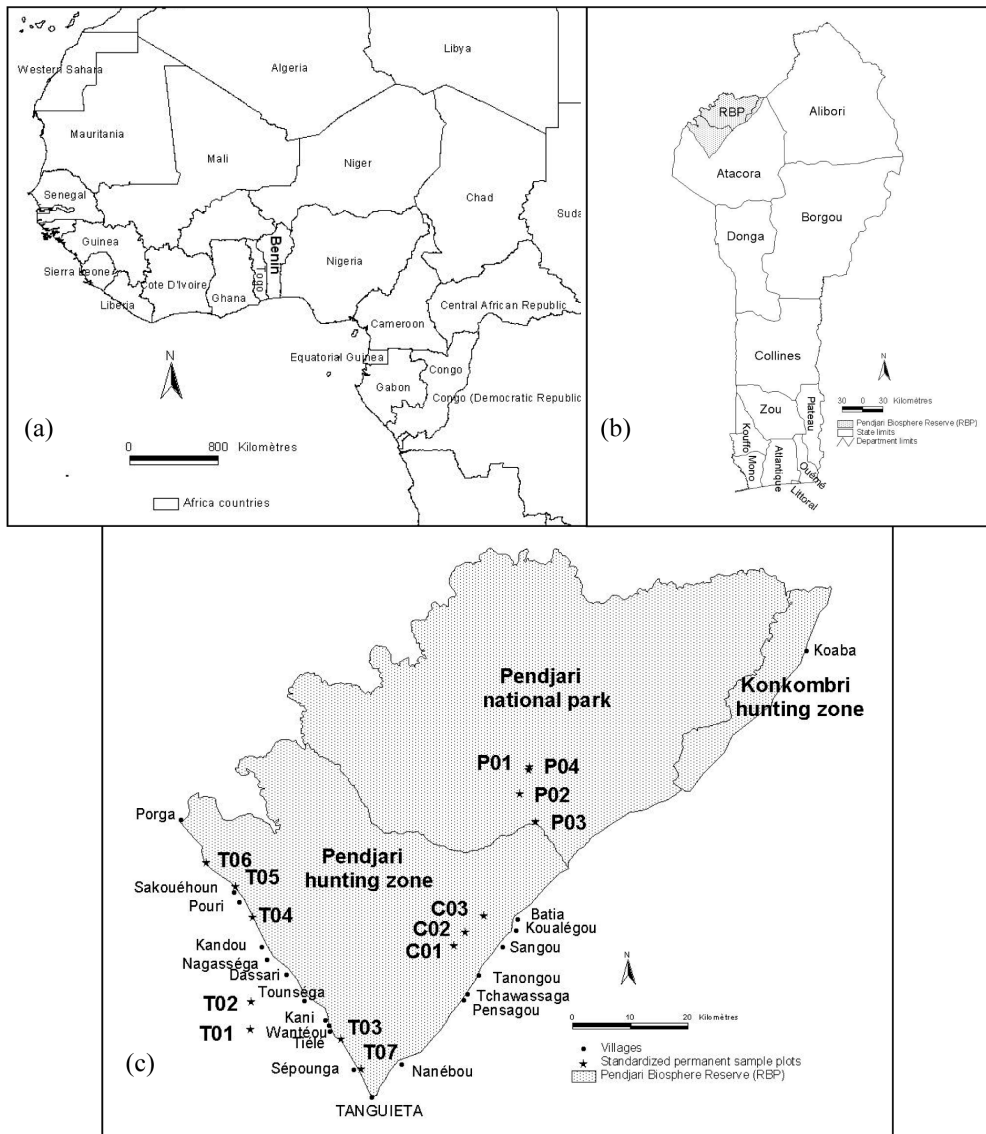 Western Sahara
Algeria
Libya
Mauritania
Mali
Niger
Chad
Suda
Senegal
Guinea
Sierra Leone
Liberia
Cote D'Ivoire
Ghana
Togo
Benin
Nigeria
Central African Republic
Cameroon
Equatorial Guinea
Gabon
Congo
Congo (Democratic Republic
N
(a)
0 800 Kilomètres
Africa countries
RBP
Alibori
Atacora
Borgou
Donga
Collines
Zou
Plateau
Kouffo
Mono
Atlantique
Ouémé
Littoral
N
30 0 30 Kilomètres
Pendjari Biosphere Reserve (RBP)
State limits
Department limits
(b)
Koaba
Pendjari
national park
Konkombri
hunting zone
P01
P04
P02
P03
Porga
T06
Pendjari
hunting zone
T05
Sakouéhoun
Pouri
T04
C03
C02
C01
Batia
Koualégou
Sangou
Kandou
Nagasséga
Dassari
Tanongou
Tounsega
Tchawassaga
Pensagou
T02
T01
Kani
Wantéou
Tiélé
T03
T07
Sépounga
Nanébou
TANGUIETA
N
0 10 20 Kilomètres
Villages
Standardized permanent sample plots
Pendjari Biosphere Reserve (RBP)
(c)